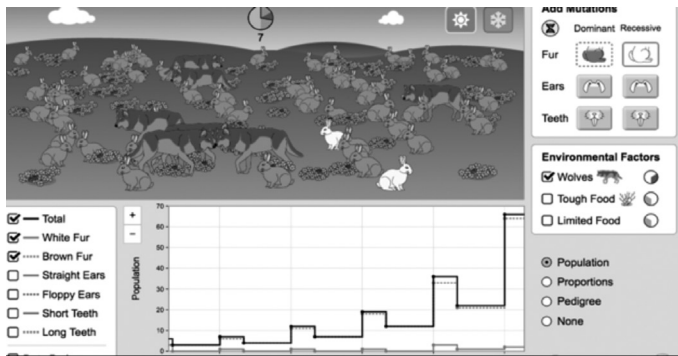 Add Mutations
Dominant Recessive
Fur
Ears
Teeth
7
Environmental Factors
Wolves
Tough Food
Limited Food
Total
White Fur
Brown Fur
Straight Ears
Floppy Ears
Short Teeth
Long Teeth
+
−
Population
70
60
50
40
30
20
10
0
Population
Proportions
Pedigree
None